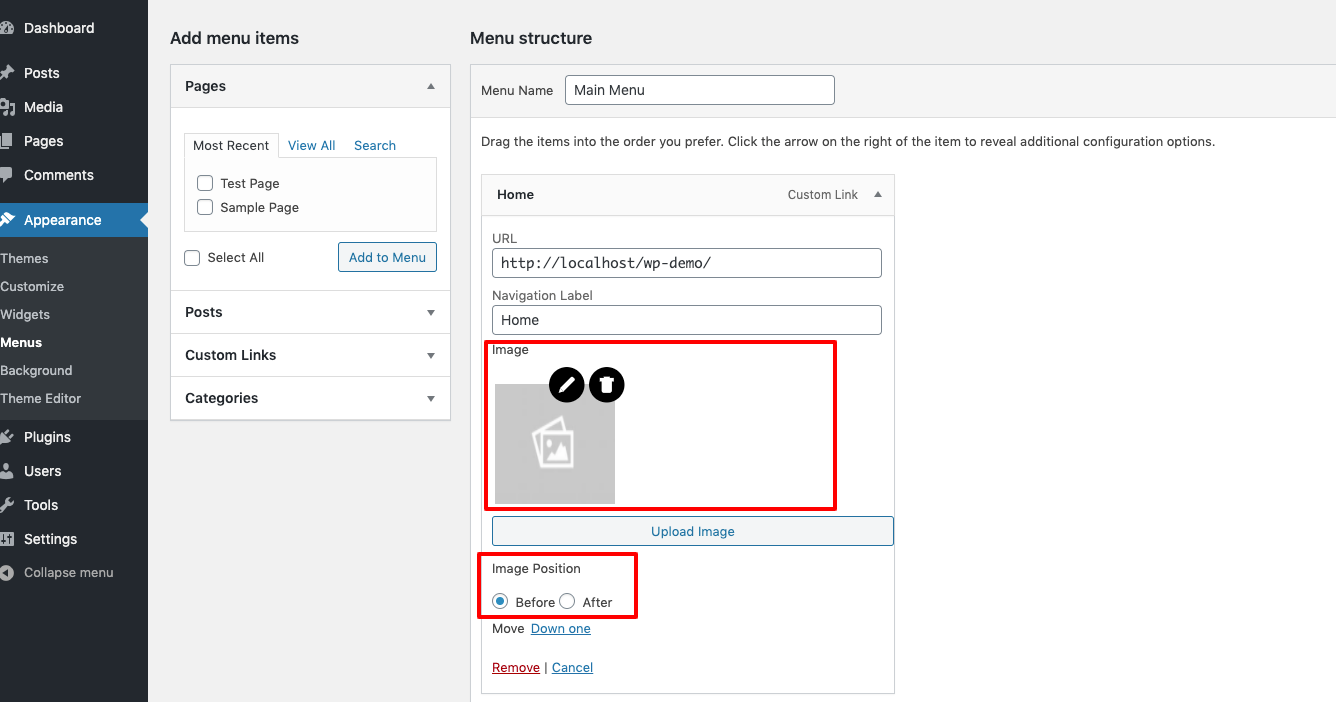 Dashboard
Posts
Media
Pages
Comments
Appearance
Themes
Customize
Widgets
Menus
Background
Theme Editor
Plugins
Users
Tools
Settings
Collapse menu
Add menu items
Pages
Most Recent View All Search
Test Page
Sample Page
Select All Add to Menu
Posts
Custom Links
Categories
Menu structure
Menu Name Main Menu
Drag the items into the order you prefer. Click the arrow on the right of the item to reveal additional configuration options.
Home Custom Link
URL
http://localhost/wp-demo/
Navigation Label
Home
Image
Upload Image
Image Position
Before After
Move Down one
Remove | Cancel